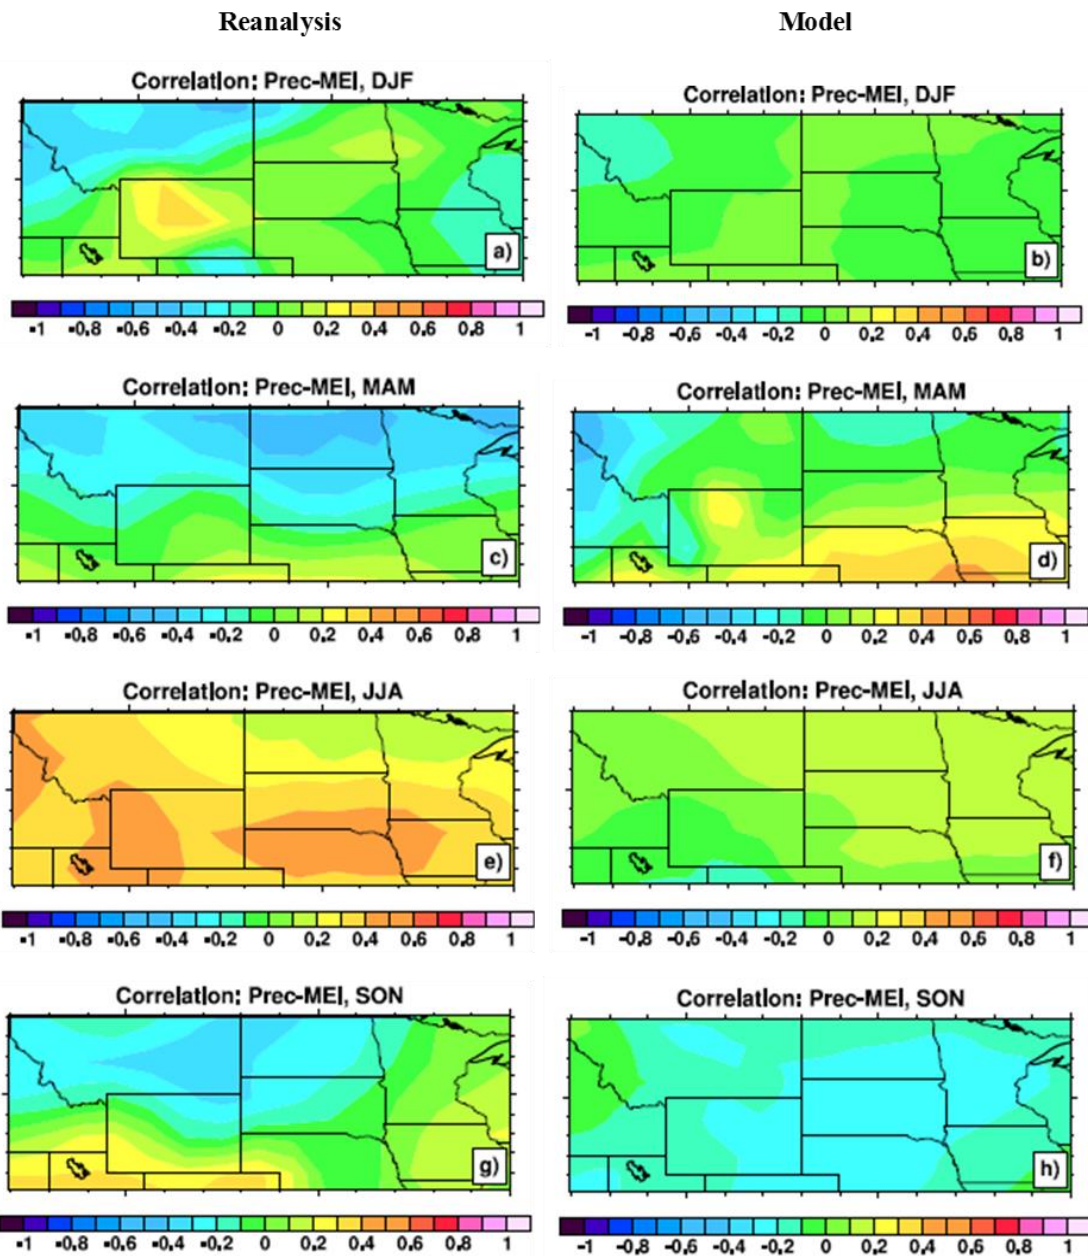 Reanalysis Model
Correlation: Prec-MEI, DJF
Correlation: Prec-MEI, DJF
a)
b)
-1 -0.8 -0.6 -0.4 -0.2 0 0.2 0.4 0.6 0.8 1
-1 -0.8 -0.6 -0.4 -0.2 0 0.2 0.4 0.6 0.8 1
Correlation: Prec-MEI, MAM
Correlation: Prec-MEI, MAM
c)
d)
-1 -0.8 -0.6 -0.4 -0.2 0 0.2 0.4 0.6 0.8 1
-1 -0.8 -0.6 -0.4 -0.2 0 0.2 0.4 0.6 0.8 1
Correlation: Prec-MEI, JJA
Correlation: Prec-MEI, JJA
e)
f)
-1 -0.8 -0.6 -0.4 -0.2 0 0.2 0.4 0.6 0.8 1
-1 -0.8 -0.6 -0.4 -0.2 0 0.2 0.4 0.6 0.8 1
Correlation: Prec-MEI, SON
Correlation: Prec-MEI, SON
g)
h)
-1 -0.8 -0.6 -0.4 -0.2 0 0.2 0.4 0.6 0.8 1
-1 -0.8 -0.6 -0.4 -0.2 0 0.2 0.4 0.6 0.8 1